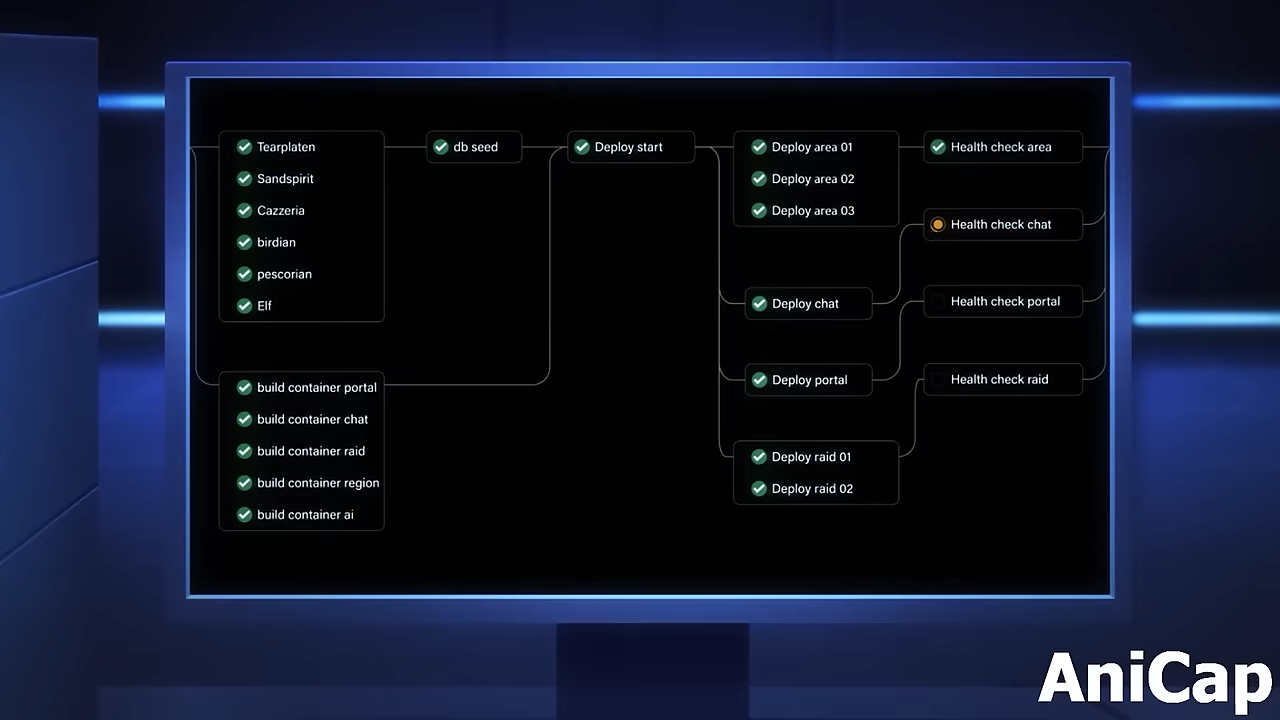 Tearplaten
Sandspirit
Cazzeria
birdian
pescorian
Elf
build container portal
build container chat
build container raid
build container region
build container ai
db seed
Deploy start
Deploy area 01
Deploy area 02
Deploy area 03
Deploy chat
Deploy portal
Deploy raid 01
Deploy raid 02
Health check area
Health check chat
Health check portal
Health check raid
AniCap